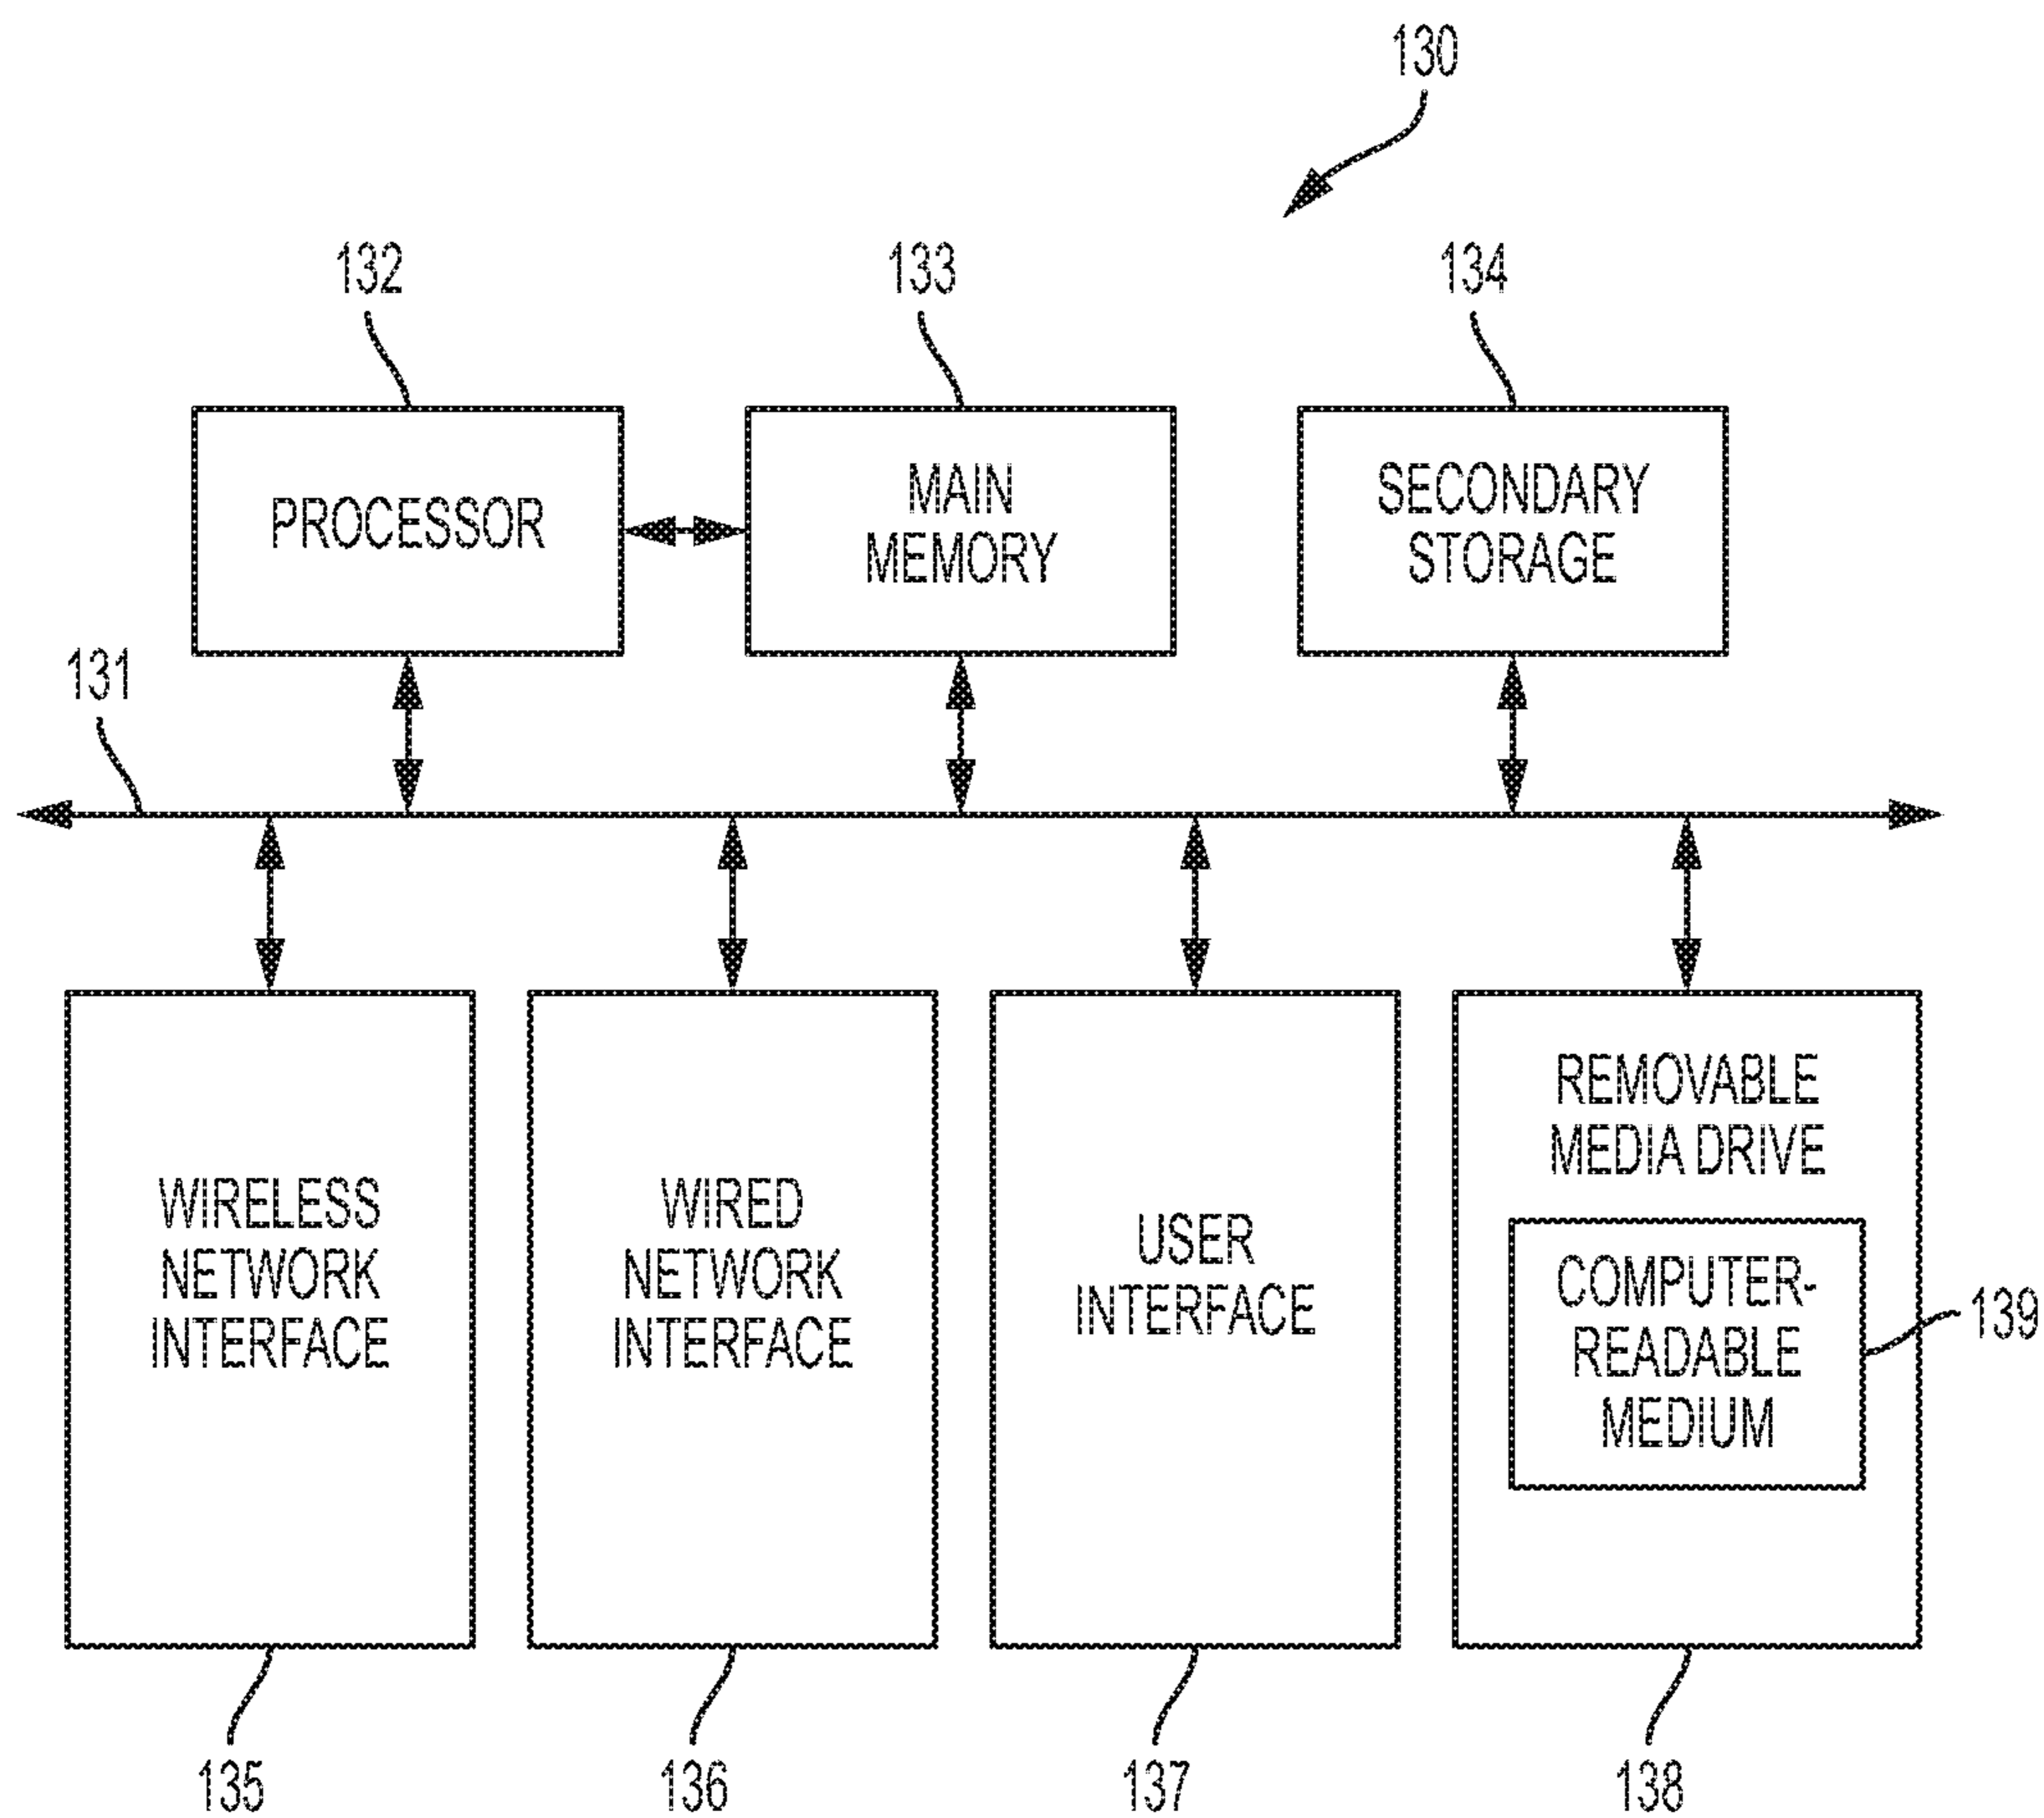 130
132
133
134
PROCESSOR
MAIN
MEMORY
SECONDARY
STORAGE
131
WIRELESS
NETWORK
INTERFACE
WIRED
NETWORK
INTERFACE
USER
INTERFACE
REMOVABLE
MEDIA DRIVE
COMPUTER-
READABLE
MEDIUM
139
135
136
137
138